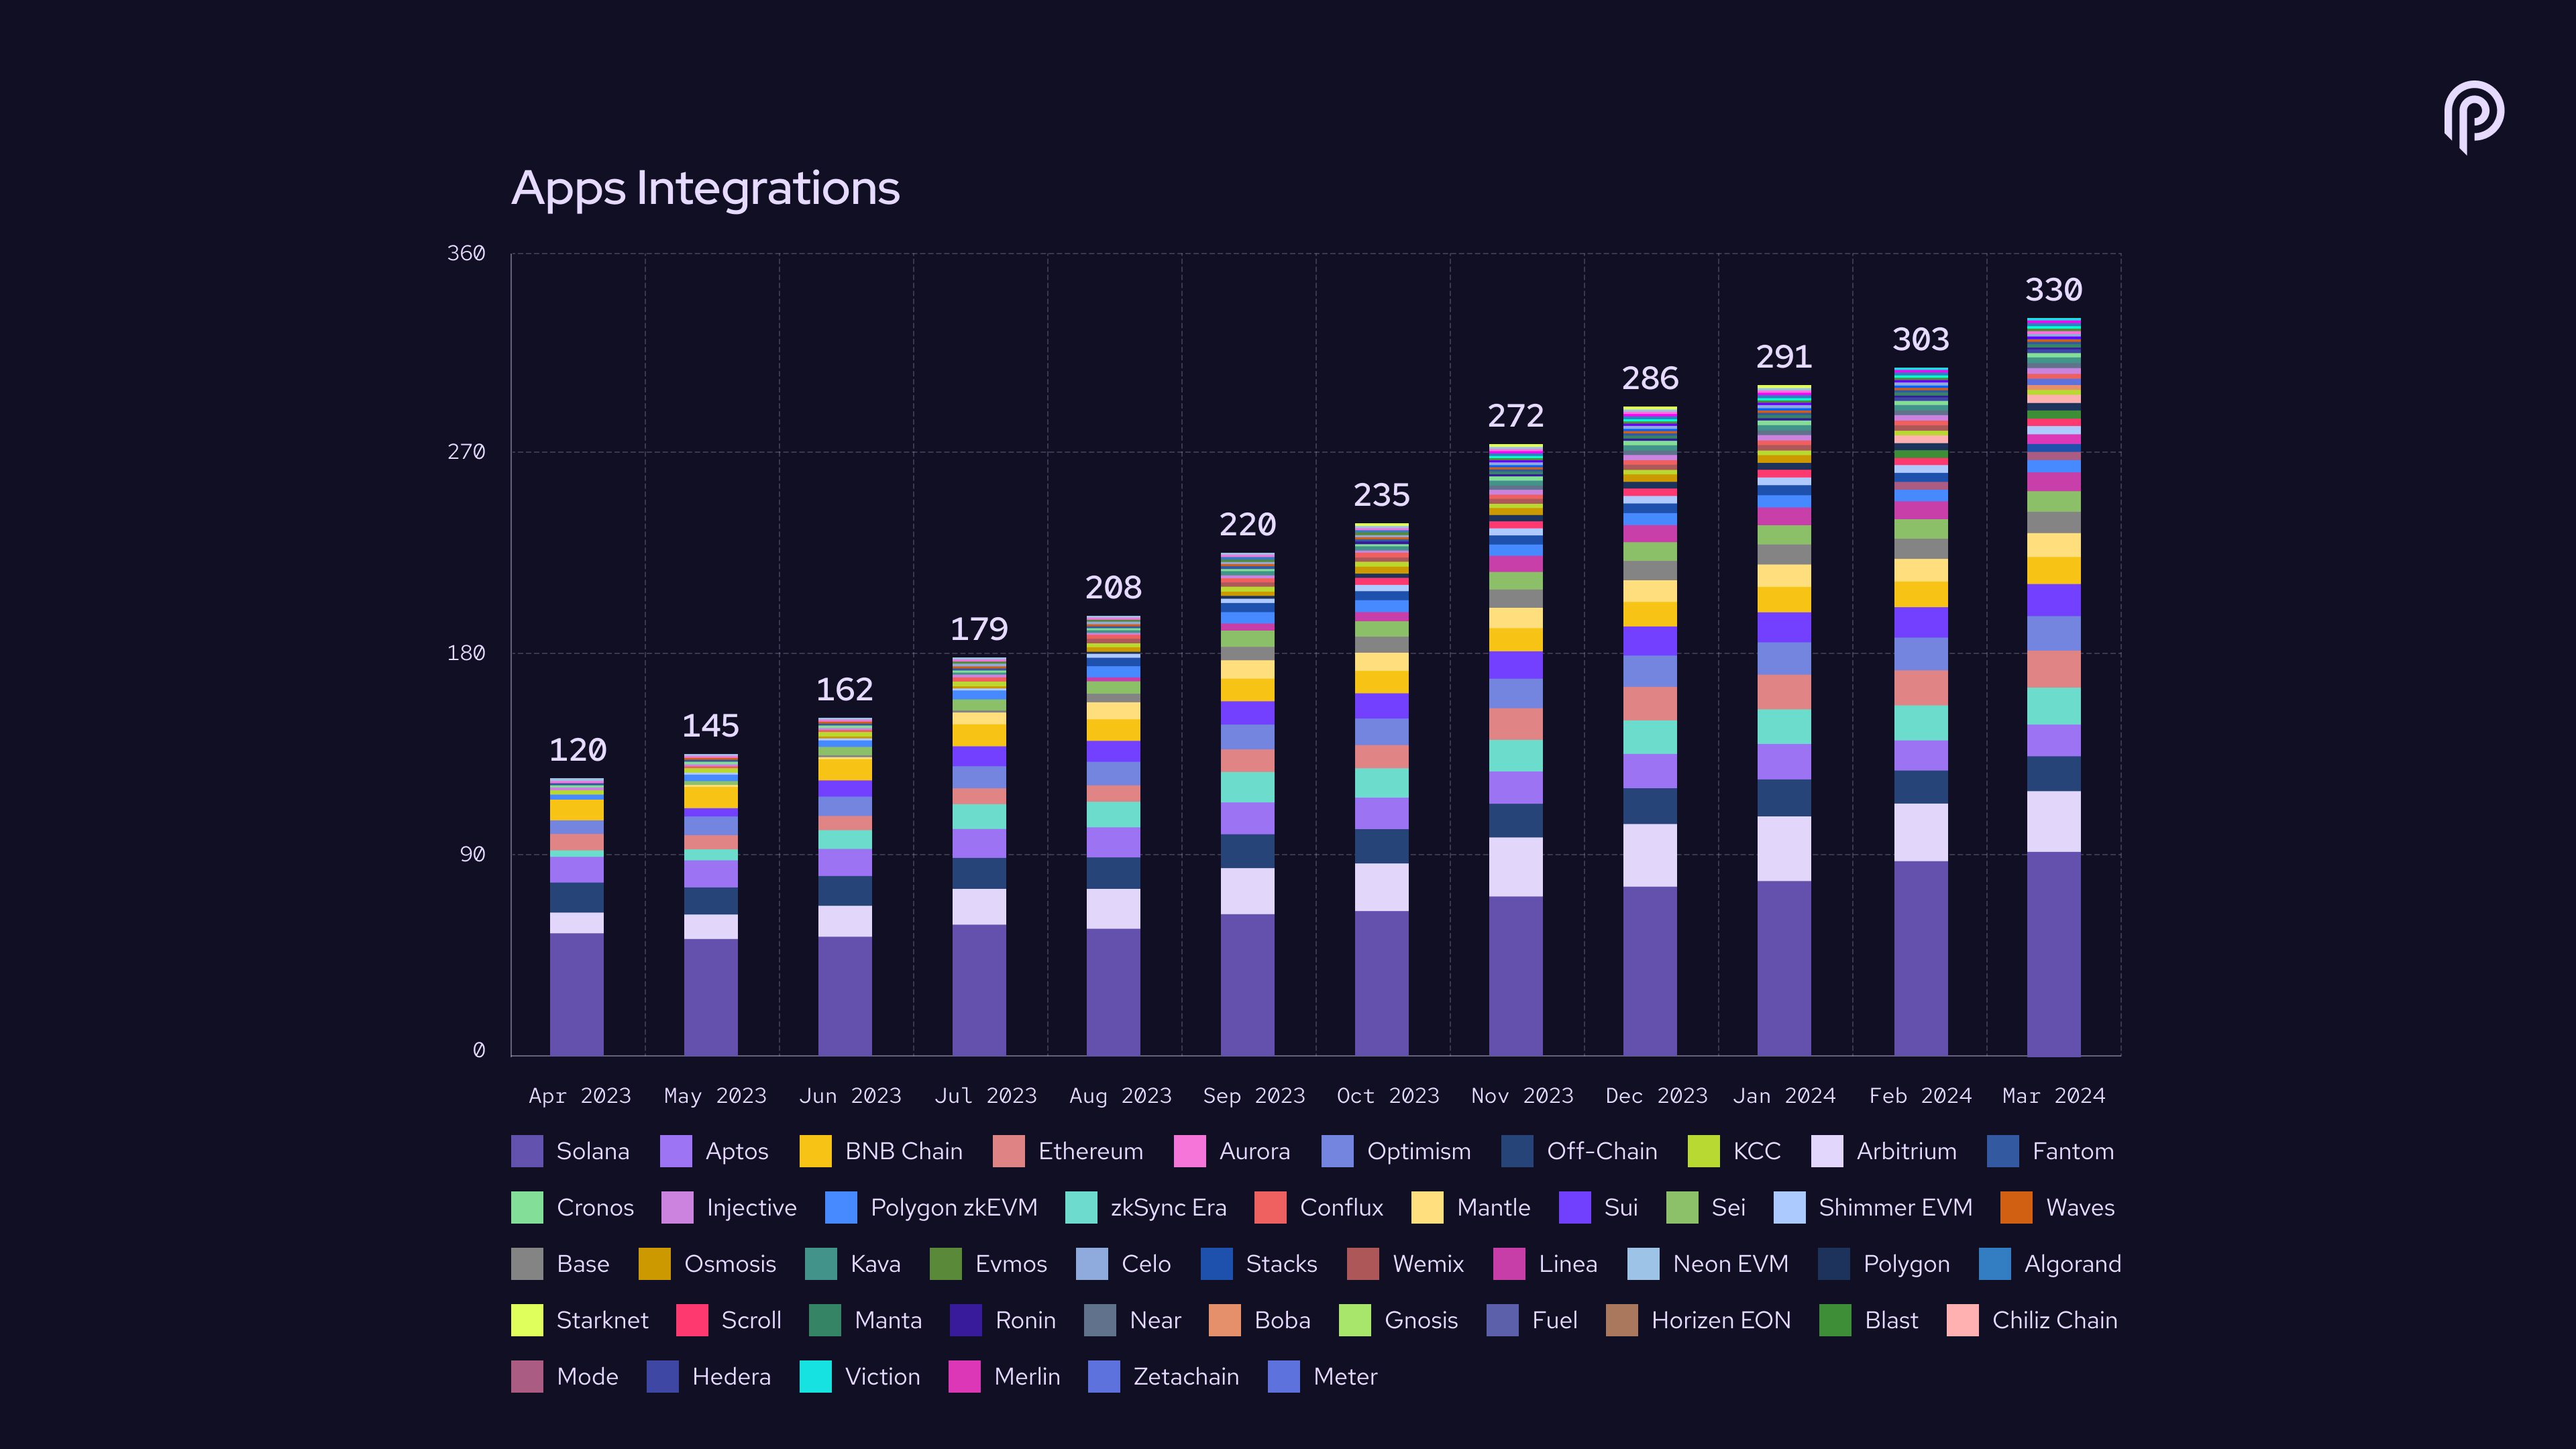 Apps Integrations
360
330
303
291
286
272
270
235
220
208
180
179
162
145
120
90
0
Apr 2023 May 2023 Jun 2023 Jul 2023 Aug 2023 Sep 2023 Oct 2023 Nov 2023 Dec 2023 Jan 2024 Feb 2024 Mar 2024
Solana Aptos BNB Chain Ethereum Aurora Optimism Off-Chain KCC Arbitrium Fantom
Cronos Injective Polygon zkEVM zkSync Era Conflux Mantle Sui Sei Shimmer EVM Waves
Base Osmosis Kava Evmos Celo Stacks Wemix Linea Neon EVM Polygon Algorand
Starknet Scroll Manta Ronin Near Boba Gnosis Fuel Horizen EON Blast Chiliz Chain
Mode Hedera Viction Merlin Zetachain Meter